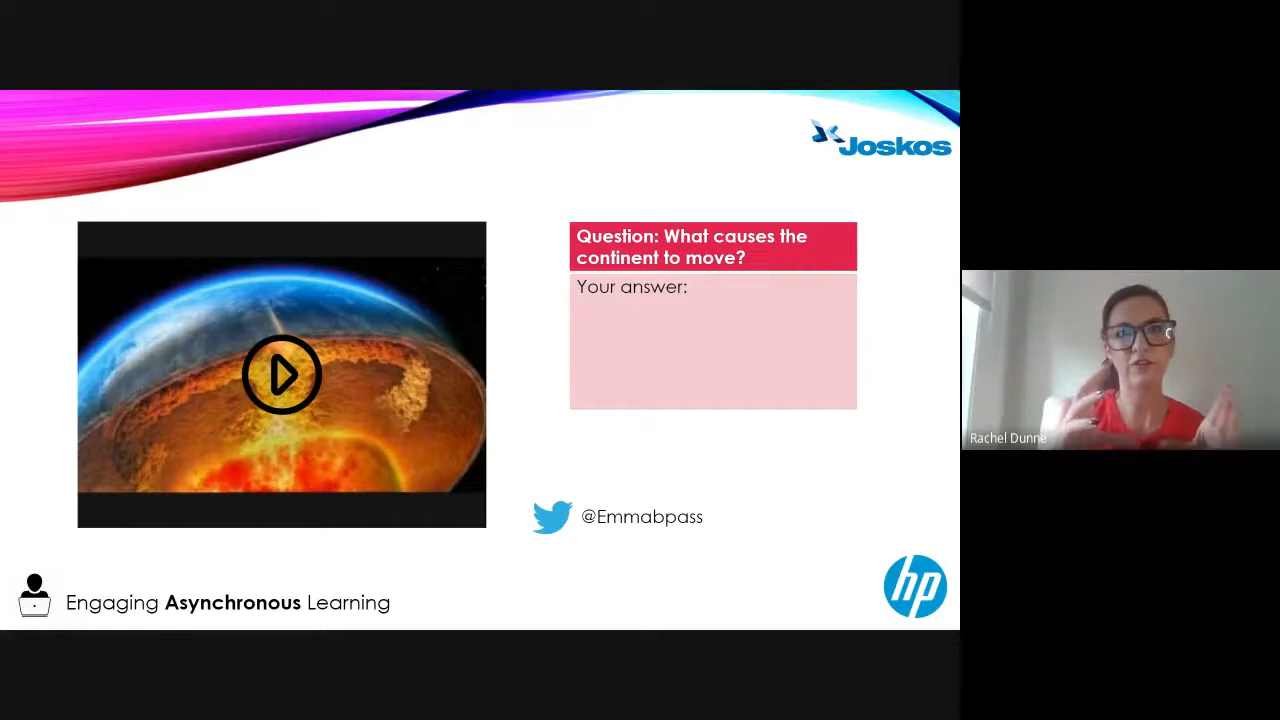 Joskos
Question: What causes the
continent to move?
Your answer:
@Emmabpass
Rachel Dunne
Engaging Asynchronous Learning
hp